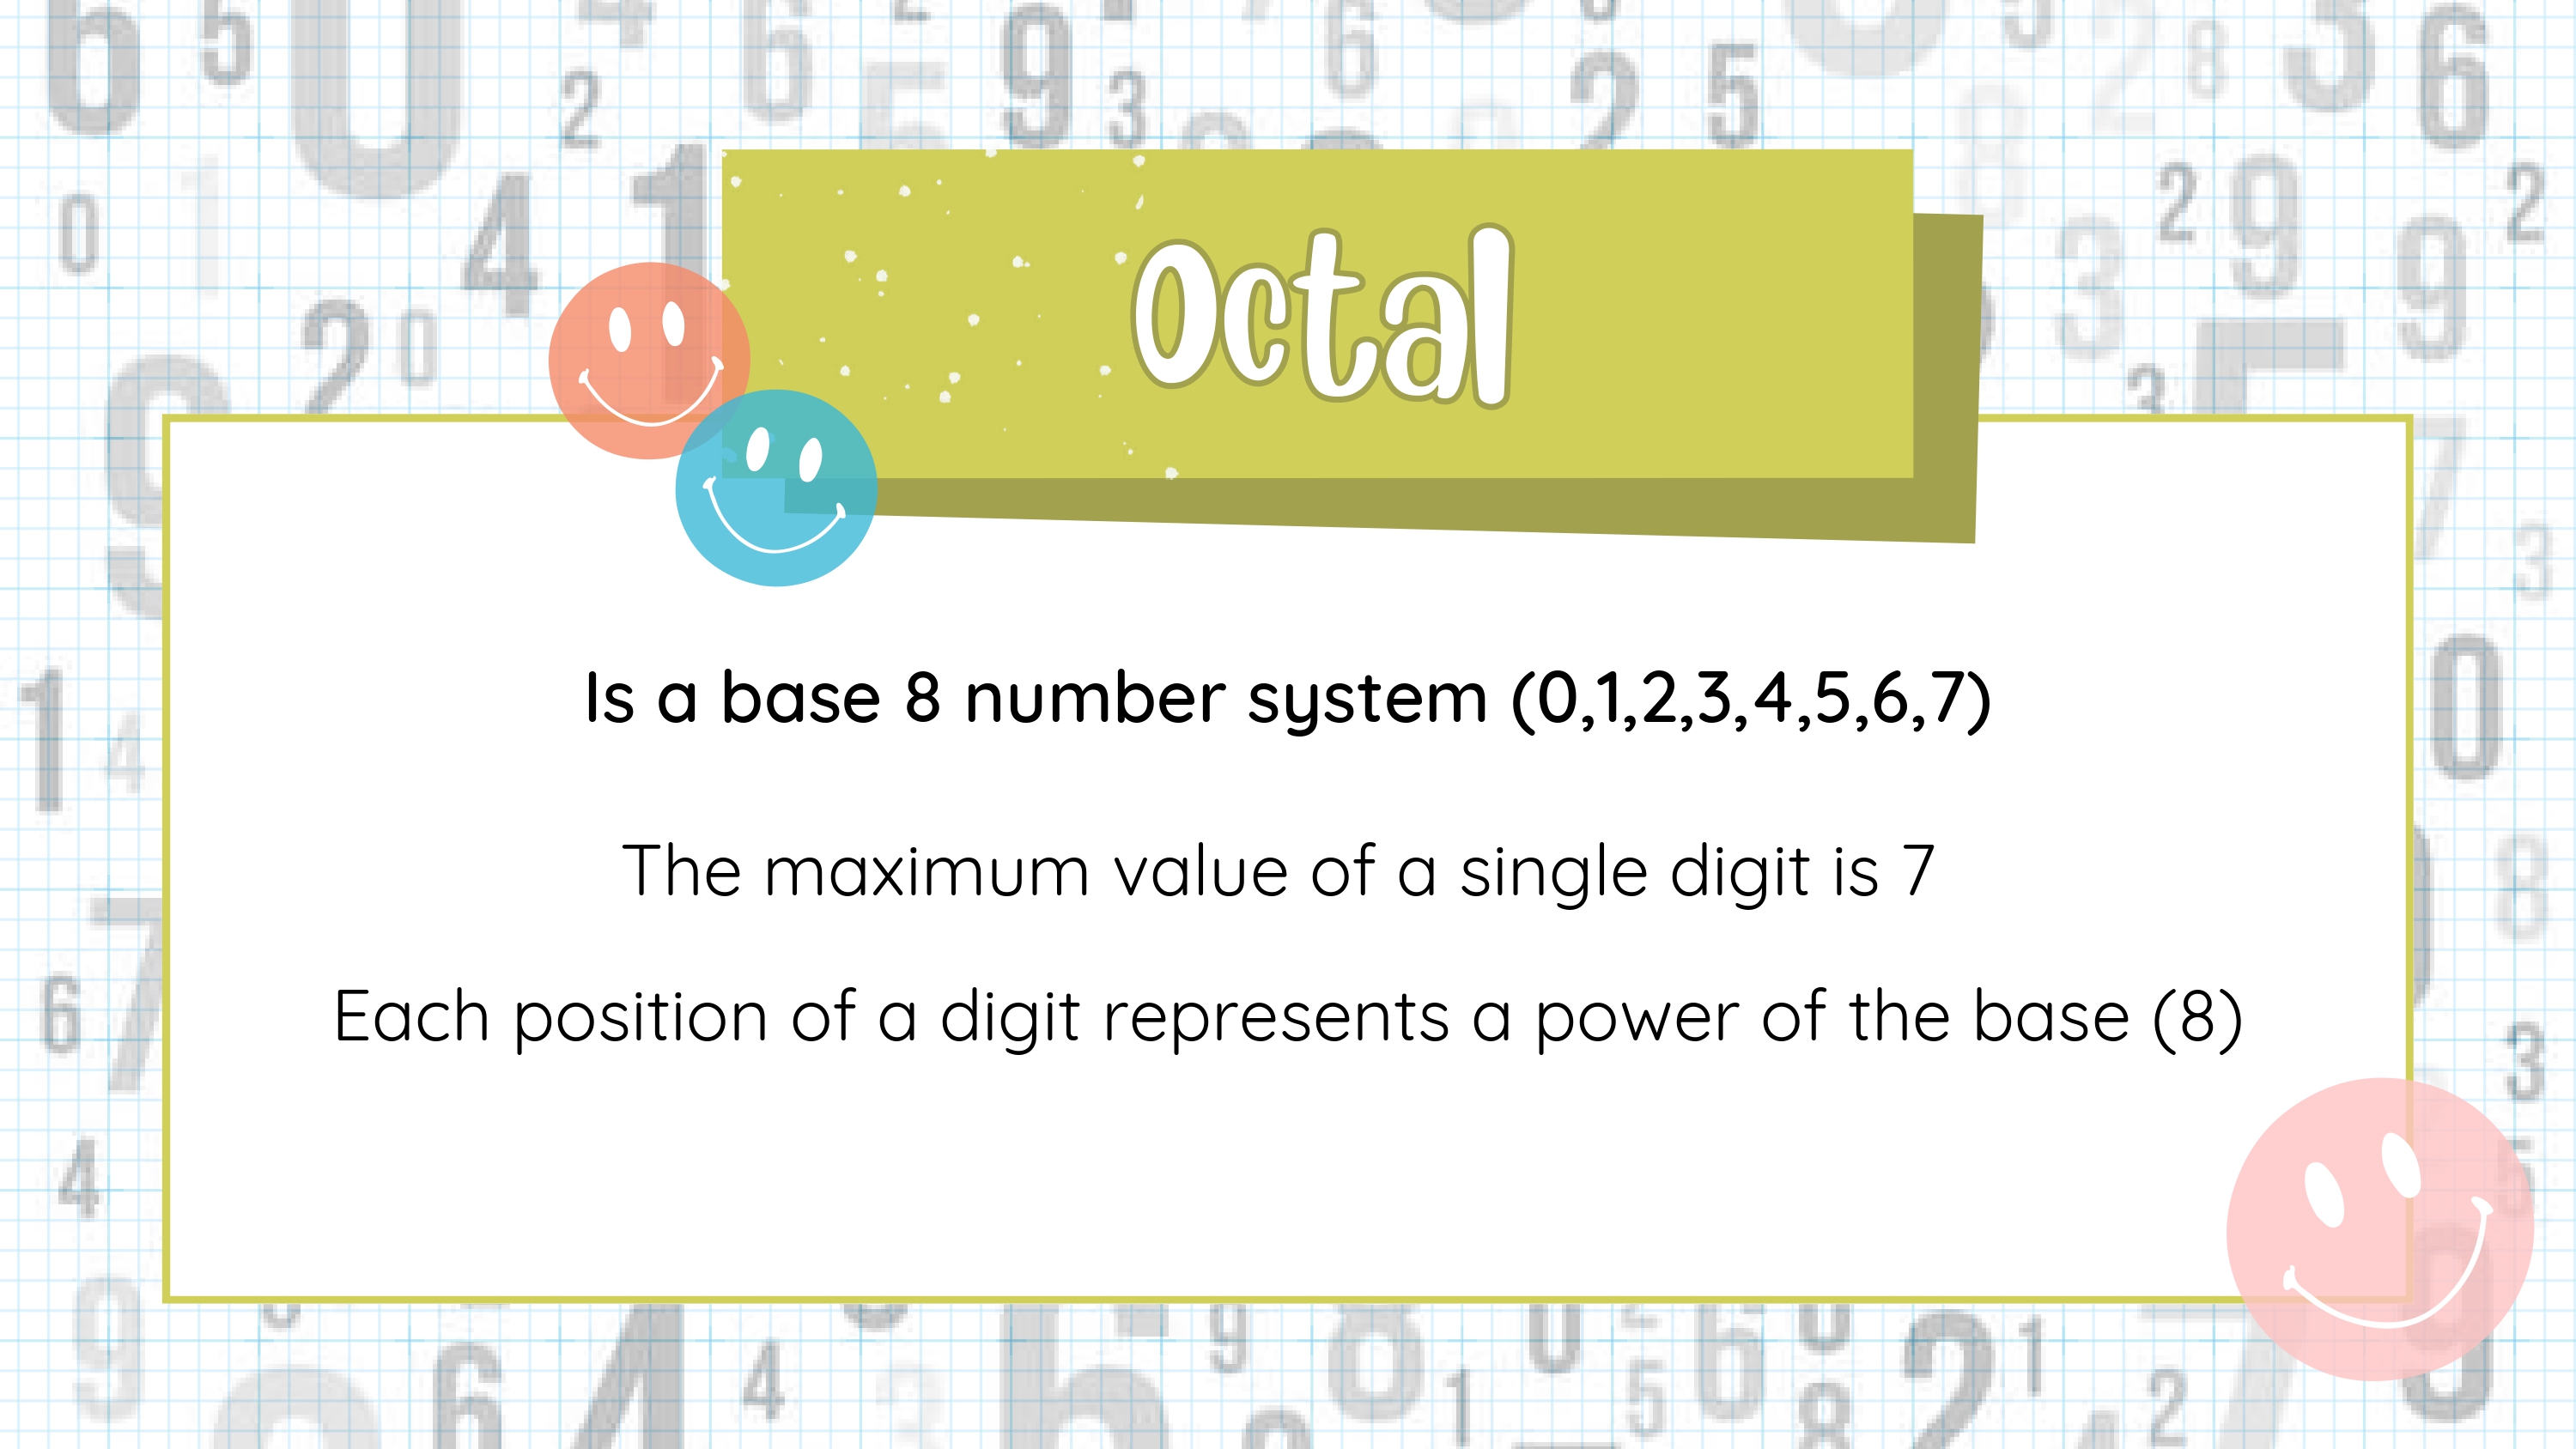 Octal
Is a base 8 number system (0,1,2,3,4,5,6,7)
The maximum value of a single digit is 7
Each position of a digit represents a power of the base (8)